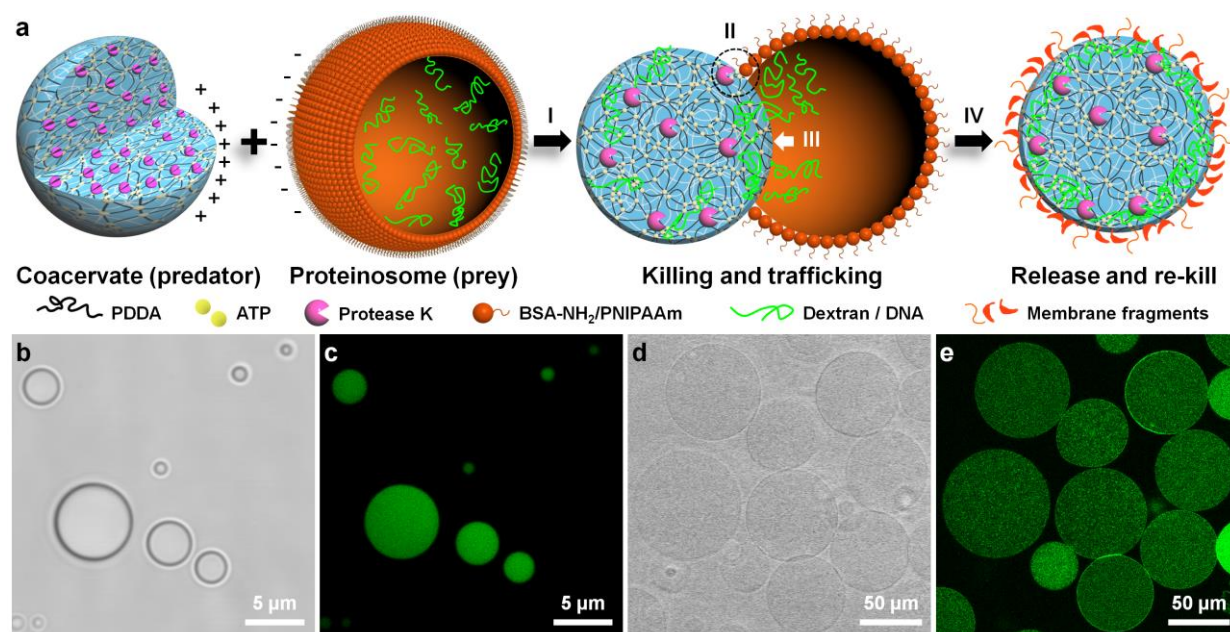 a
+
+
+
+
+
+
+
+
+
+
-
-
-
-
-
-
-
I
II
III
IV
Coacervate (predator)
Proteinosome (prey)
Killing and trafficking
Release and re-kill
PDDA
ATP
Protease K
BSA-NH₂/PNIPAAm
Dextran / DNA
Membrane fragments
b
5 µm
c
5 µm
d
50 µm
e
50 µm